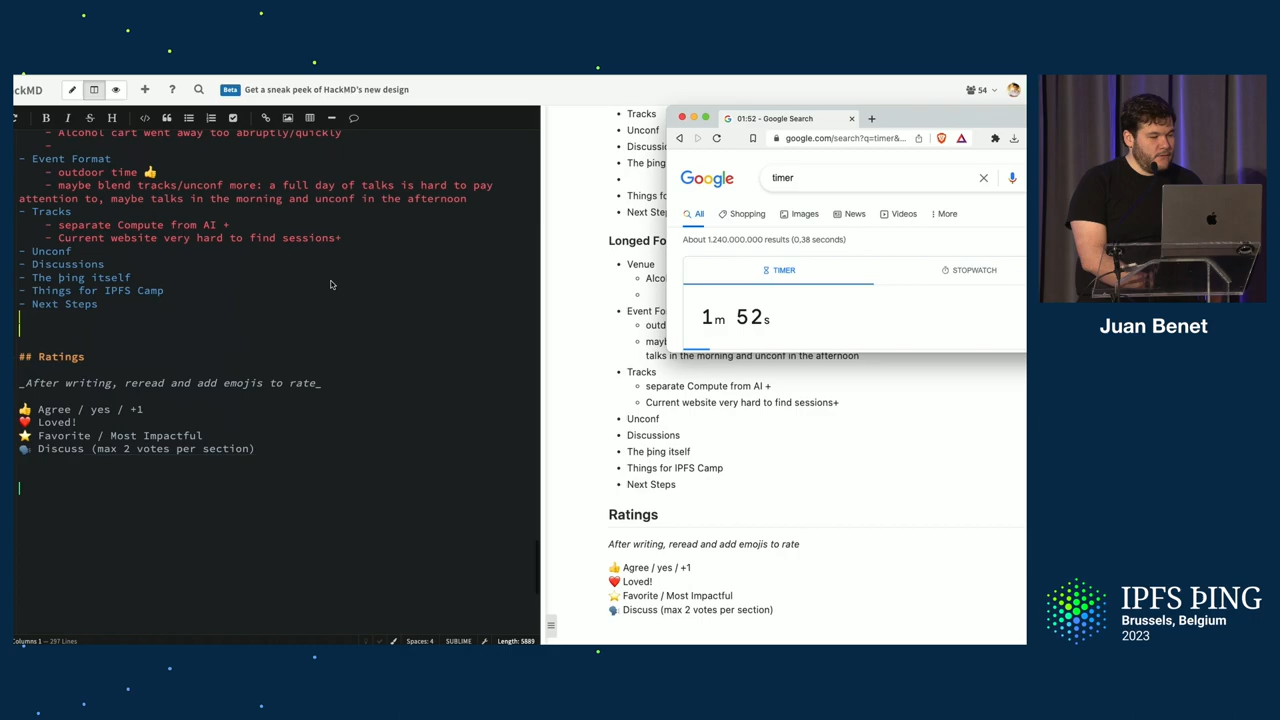 ckMD
Beta Get a sneak peek of HackMD's new design
54
B I S H
- Alcohol cart went away too abruptly/quickly
-
- Event Format
- outdoor time 👍
- maybe blend tracks/unconf more: a full day of talks is hard to pay
attention to, maybe talks in the morning and unconf in the afternoon
- Tracks
- separate Compute from AI +
- Current website very hard to find sessions+
- Unconf
- Discussions
- The þing itself
- Things for IPFS Camp
- Next Steps
## Ratings
_After writing, reread and add emojis to rate_
👍 Agree / yes / +1
❤️ Loved!
⭐ Favorite / Most Impactful
🗣️ Discuss (max 2 votes per section)
Columns 1 — 297 Lines
Spaces: 4 SUBLIME Length: 5889
• Tracks
• Unconf
• Discussi
• The þing
•
• Things fo
• Next Step
Longed Fo
• Venue
◦ Alco
◦
• Event For
◦ outd
◦ mayb
talks in the morning and unconf in the afternoon
• Tracks
◦ separate Compute from AI +
◦ Current website very hard to find sessions+
• Unconf
• Discussions
• The þing itself
• Things for IPFS Camp
• Next Steps
Ratings
After writing, reread and add emojis to rate
👍 Agree / yes / +1
❤️ Loved!
⭐ Favorite / Most Impactful
🗣️ Discuss (max 2 votes per section)
01:52 - Google Search
google.com/search?q=timer&...
Google
timer
All Shopping Images News Videos More
About 1.240.000.000 results (0,38 seconds)
TIMER STOPWATCH
1m 52s
Juan Benet
IPFS ÞING
Brussels, Belgium
2023